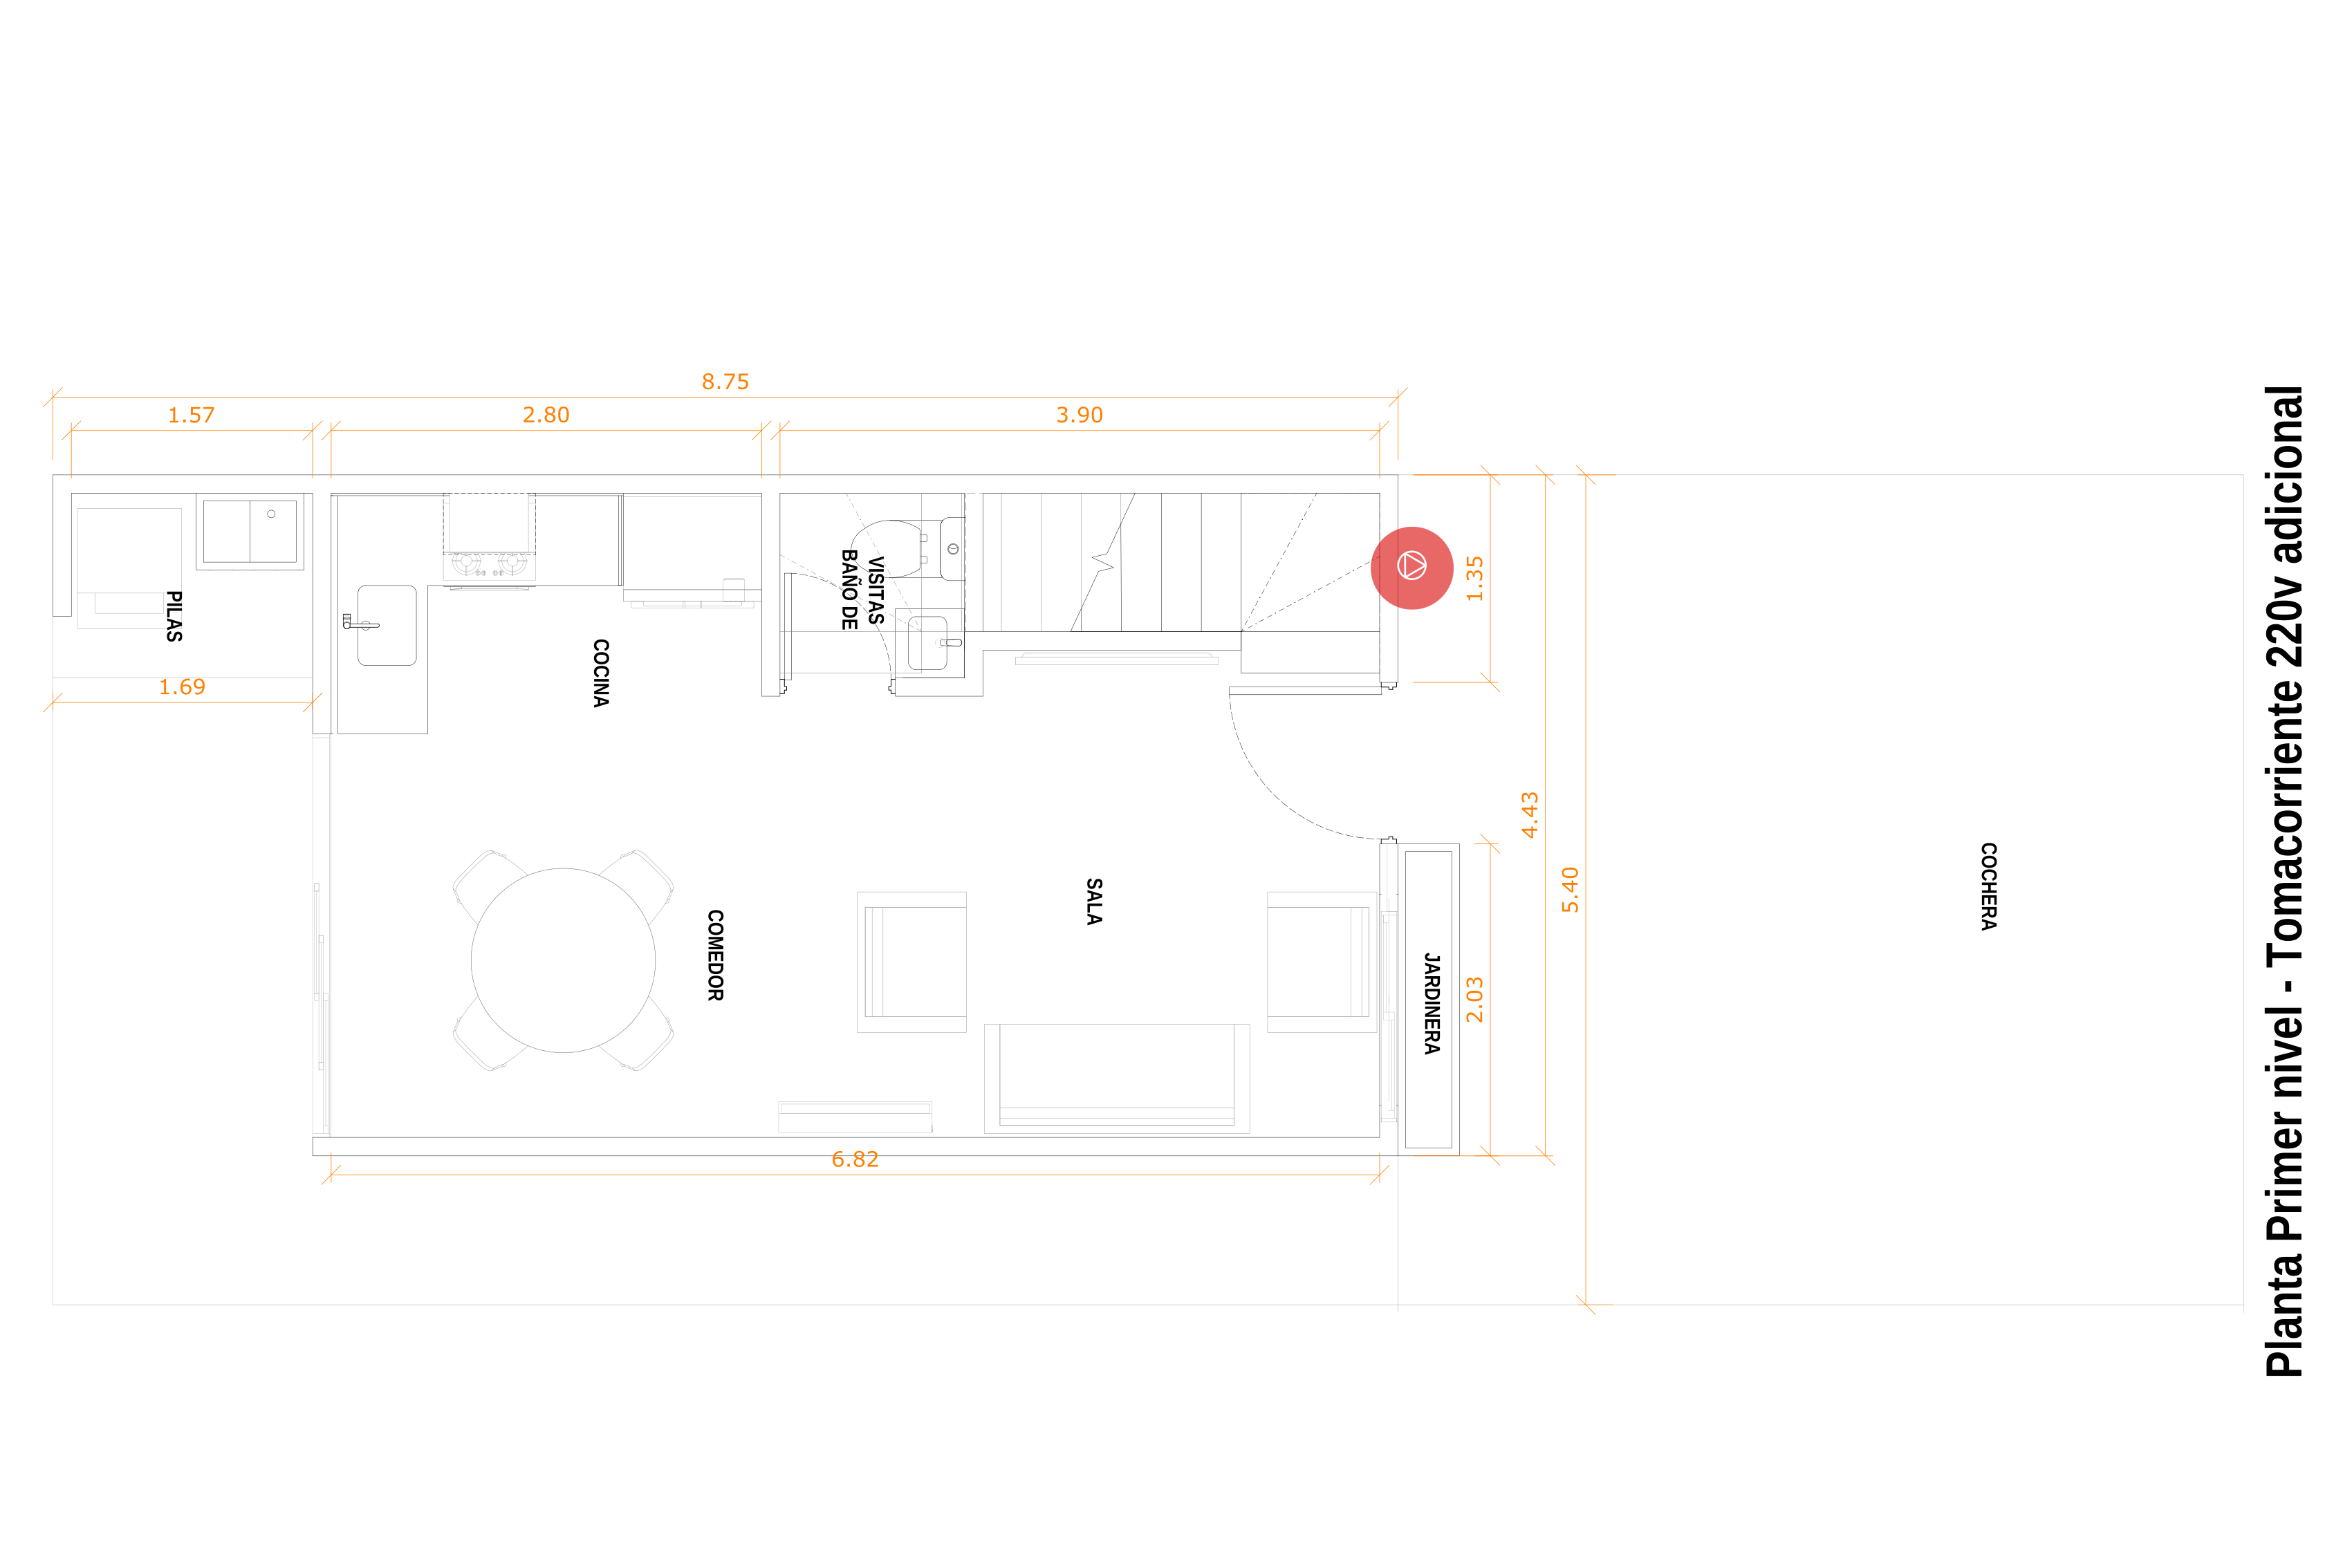 Planta Primer nivel - Tomacorriente 220v adicional
8.75
1.57
2.80
3.90
1.35
4.43
5.40
2.03
1.69
6.82
PILAS
COCINA
BAÑO DE
VISITAS
COMEDOR
SALA
JARDINERA
COCHERA